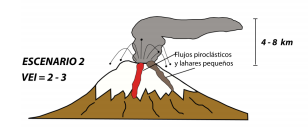 4 - 8 km
Flujos piroclásticos
y lahares pequeños
ESCENARIO 2
VEI = 2 - 3